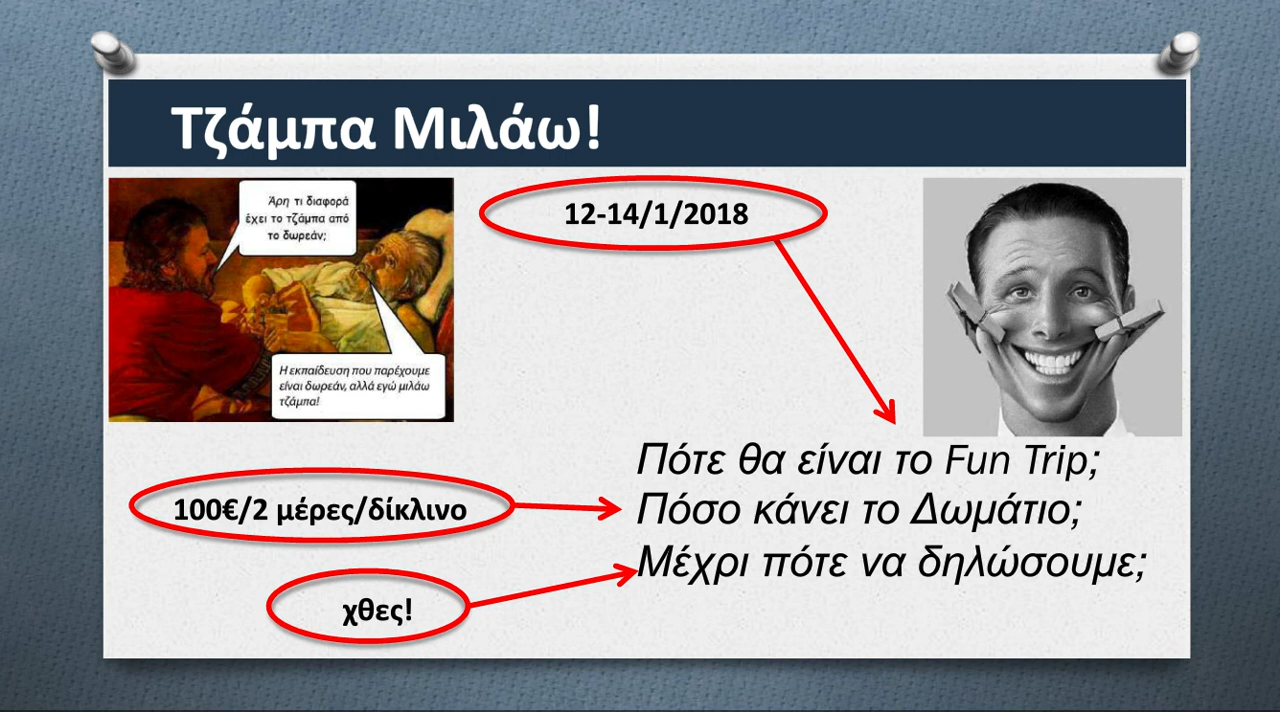 Τζάμπα Μιλάω!
Άρη τι διαφορά
έχει το τζάμπα από
το δωρεάν;
Η εκπαίδευση που παρέχουμε
είναι δωρεάν, αλλά εγώ μιλάω
τζάμπα!
12-14/1/2018
Πότε θα είναι το Fun Trip;
100€/2 μέρες/δίκλινο
Πόσο κάνει το Δωμάτιο;
Μέχρι πότε να δηλώσουμε;
χθες!